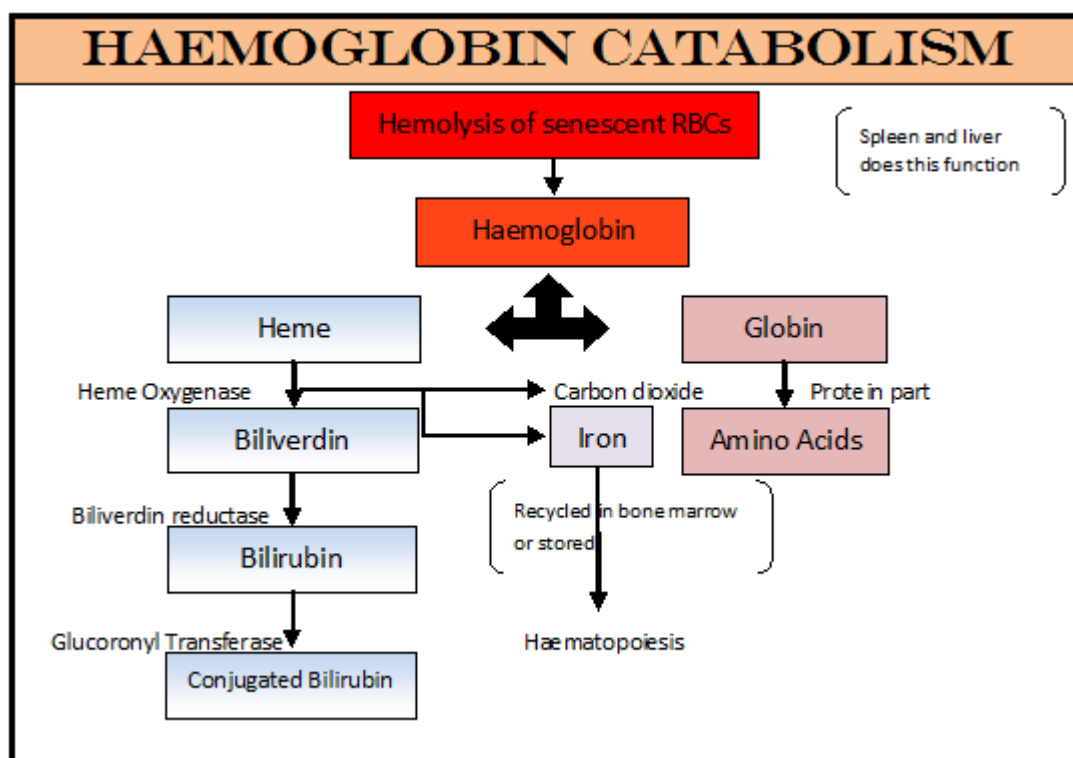 HAEMOGLOBIN CATABOLISM
Hemolysis of senescent RBCs
Spleen and liver
does this function
Haemoglobin
Heme
Globin
Heme Oxygenase
Carbon dioxide
Protein part
Biliverdin
Iron
Amino Acids
Biliverdin reductase
Recycled in bone marrow
or stored
Bilirubin
Glucoronyl Transferase
Haematopoiesis
Conjugated Bilirubin